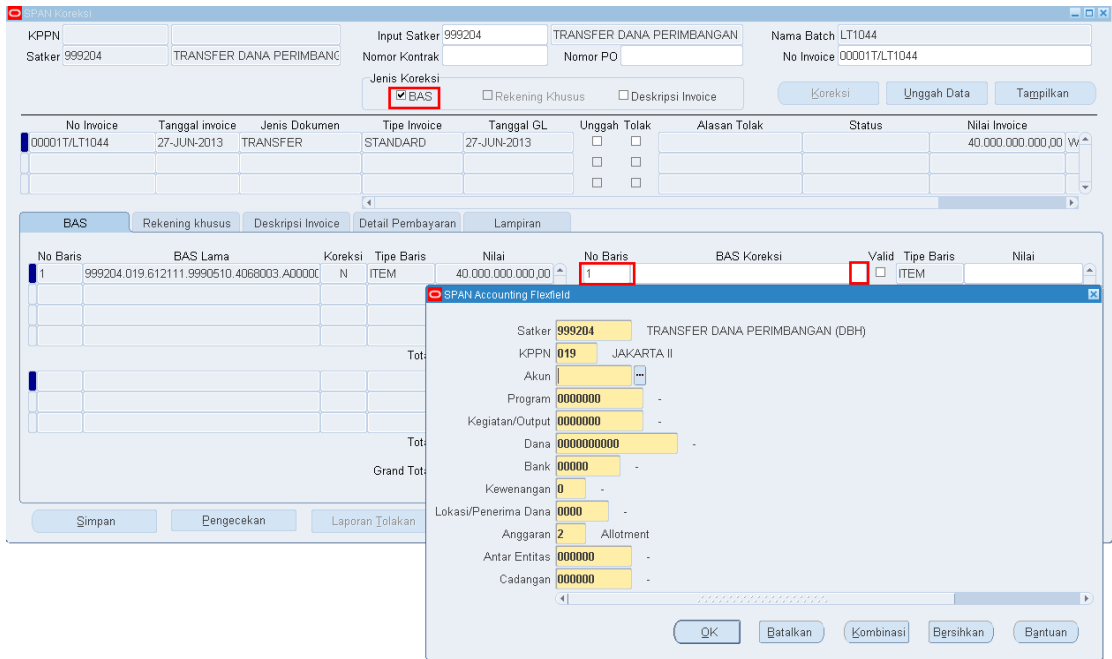 SPAN Koreksi
KPPN Input Satker 999204 TRANSFER DANA PERIMBANGAN Nama Batch LT1044
Satker 999204 TRANSFER DANA PERIMBANG Nomor Kontrak Nomor PO No Invoice 00001T/LT1044
Jenis Koreksi
BAS Rekening Khusus Deskripsi Invoice Koreksi Unggah Data Tampilkan
No Invoice Tanggal invoice Jenis Dokumen Tipe Invoice Tanggal GL Unggah Tolak Alasan Tolak Status Nilai Invoice
00001T/LT1044 27-JUN-2013 TRANSFER STANDARD 27-JUN-2013 40.000.000.000,00
BAS Rekening khusus Deskripsi Invoice Detail Pembayaran Lampiran
No Baris BAS Lama Koreksi Tipe Baris Nilai No Baris BAS Koreksi Valid Tipe Baris Nilai
1 999204.019.612111.9990510.4068003.A00000 N ITEM 40.000.000.000,00 1 ITEM
SPAN Accounting Flexfield
Satker 999204 TRANSFER DANA PERIMBANGAN (DBH)
KPPN 019 JAKARTA II
Akun ...
Program 0000000 -
Kegiatan/Output 0000000 -
Dana 0000000000 -
Bank 00000 -
Kewenangan 0 -
Lokasi/Penerima Dana 0000 -
Anggaran 2 Allotment
Antar Entitas 000000 -
Cadangan 000000 -
OK Batalkan Kombinasi Bersihkan Bantuan
Grand Tot
Simpan Pengecekan Laporan Tolakan